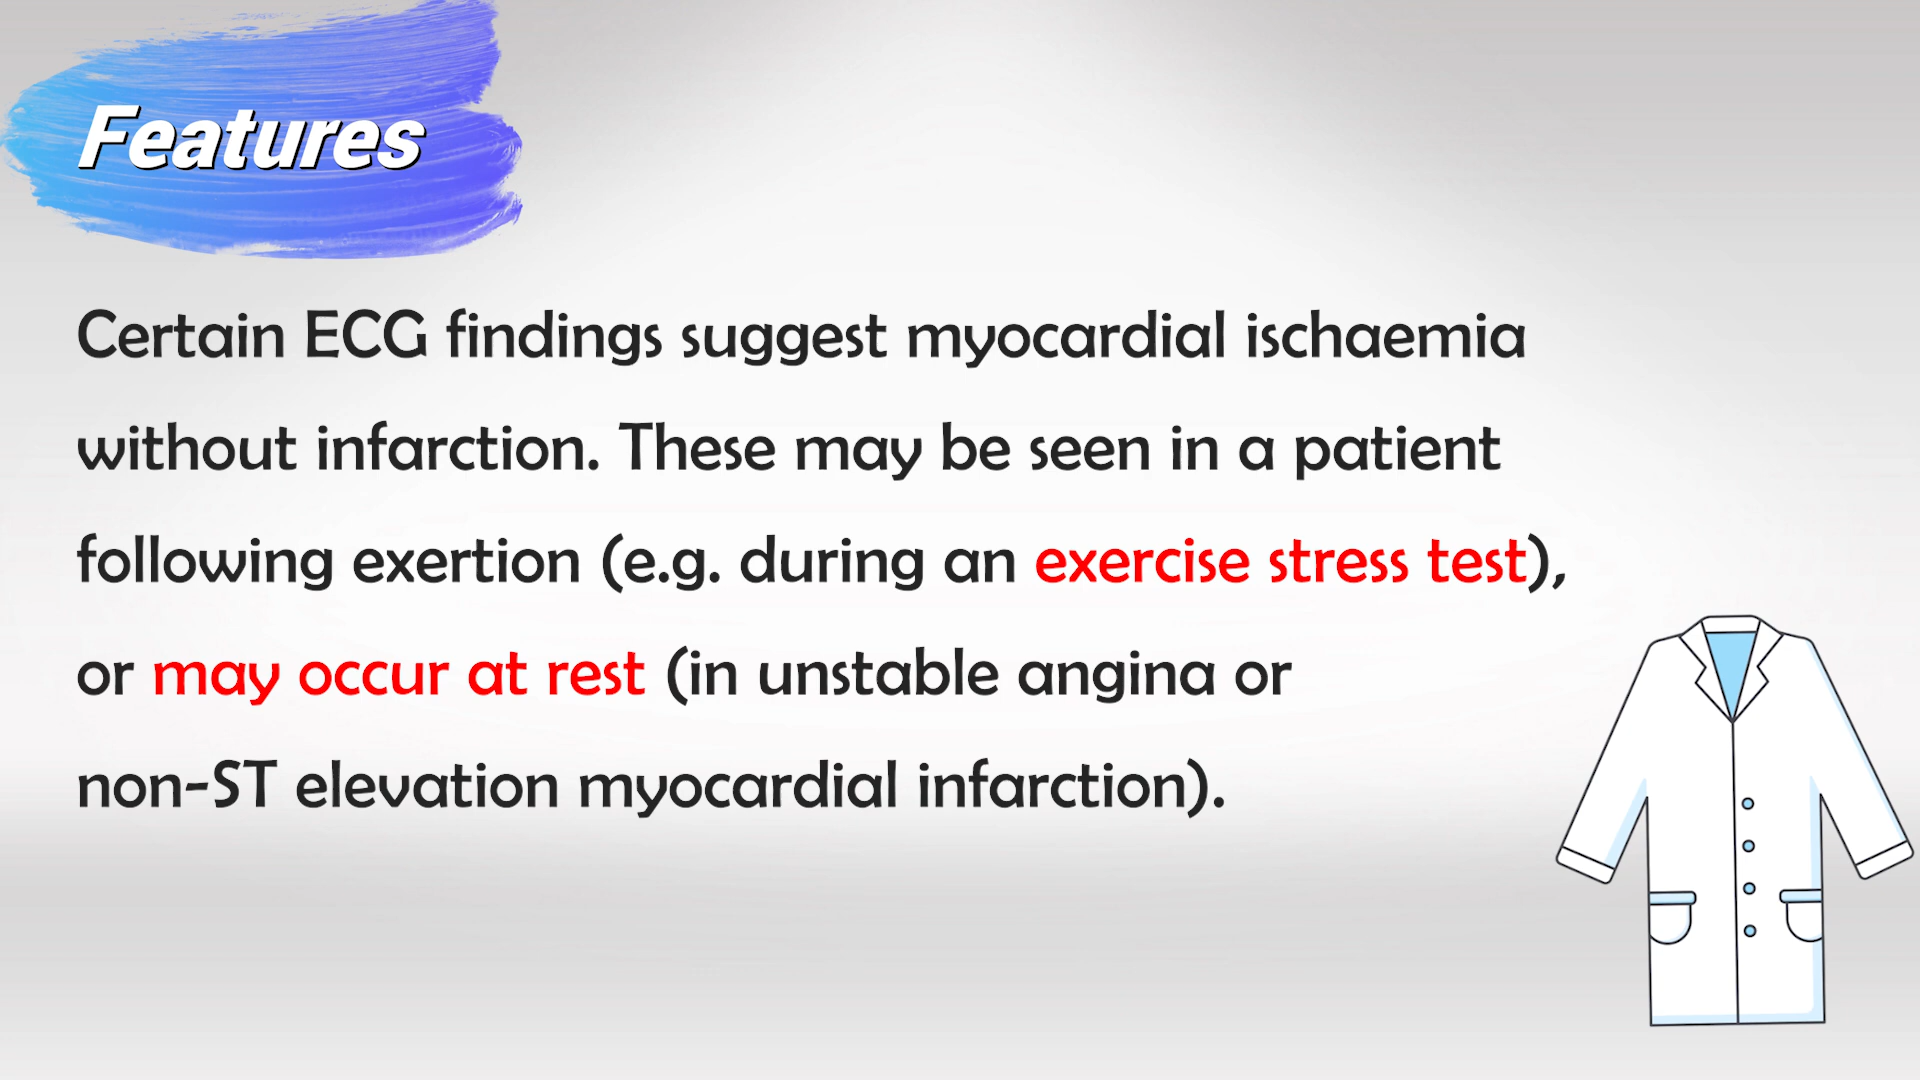 Features
Certain ECG findings suggest myocardial ischaemia
without infarction. These may be seen in a patient
following exertion (e.g. during an exercise stress test),
or may occur at rest (in unstable angina or
non-ST elevation myocardial infarction).